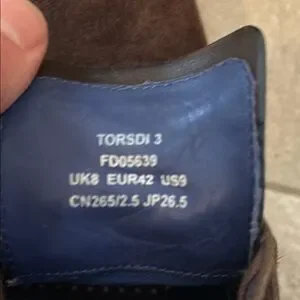 TORSDI 3
FD05639
UK8 EUR42 US9
CN265/2.5 JP26.5